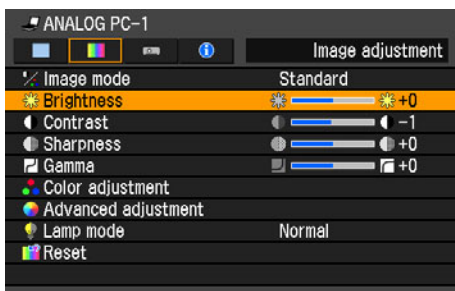 ANALOG PC-1
Image adjustment
Image mode Standard
Brightness +0
Contrast -1
Sharpness +0
Gamma +0
Color adjustment
Advanced adjustment
Lamp mode Normal
Reset